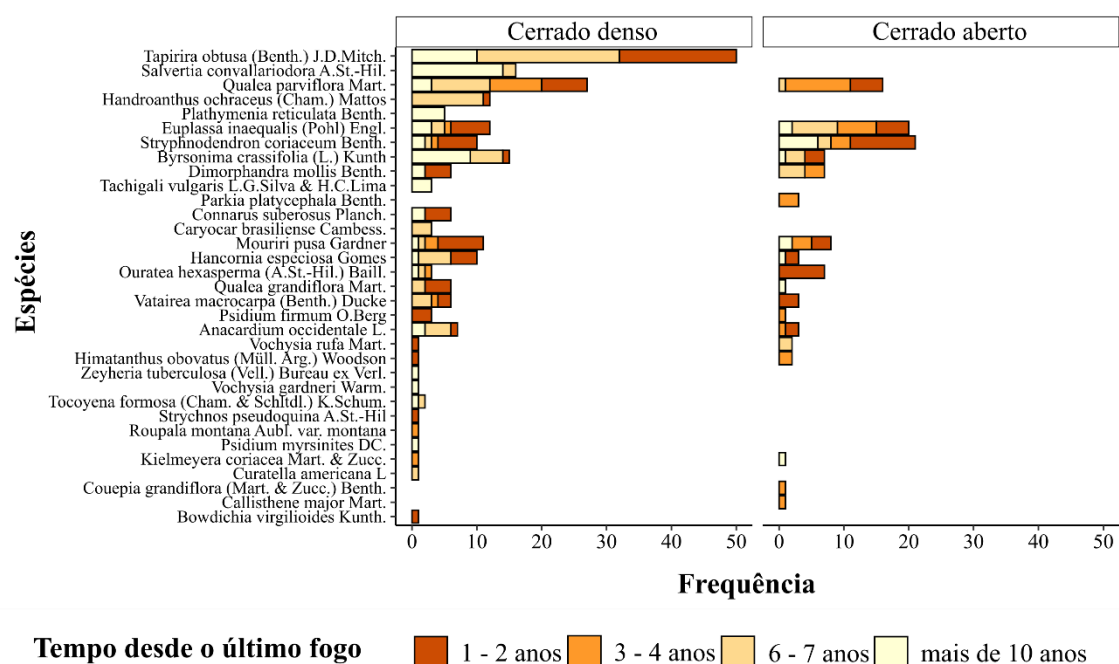 Cerrado denso
Cerrado aberto
Espécies
Tapirira obtusa (Benth.) J.D.Mitch.
Salvertia convallariodora A.St.-Hil.
Qualea parviflora Mart.
Handroanthus ochraceus (Cham.) Mattos
Plathymenia reticulata Benth.
Euplassa inaequalis (Pohl) Engl.
Stryphnodendron coriaceum Benth.
Byrsonima crassifolia (L.) Kunth
Dimorphandra mollis Benth.
Tachigali vulgaris L.G.Silva & H.C.Lima
Parkia platycephala Benth.
Connarus suberosus Planch.
Caryocar brasiliense Cambess.
Mouriri pusa Gardner
Hancornia especiosa Gomes
Ouratea hexasperma (A.St.-Hil.) Baill.
Qualea grandiflora Mart.
Vatairea macrocarpa (Benth.) Ducke
Psidium firmum O.Berg
Anacardium occidentale L.
Vochysia rufa Mart.
Himatanthus obovatus (Müll. Arg.) Woodson
Zeyheria tuberculosa (Vell.) Bureau ex Verl.
Vochysia gardneri Warm.
Tocoyena formosa (Cham. & Schltdl.) K.Schum.
Strychnos pseudoquina A.St.-Hil
Roupala montana Aubl. var. montana
Psidium myrsinites DC.
Kielmeyera coriacea Mart. & Zucc.
Curatella americana L
Couepia grandiflora (Mart. & Zucc.) Benth.
Callisthene major Mart.
Bowdichia virgilioides Kunth.
0 10 20 30 40 50
0 10 20 30 40 50
Frequência
Tempo desde o último fogo
1 - 2 anos
3 - 4 anos
6 - 7 anos
mais de 10 anos